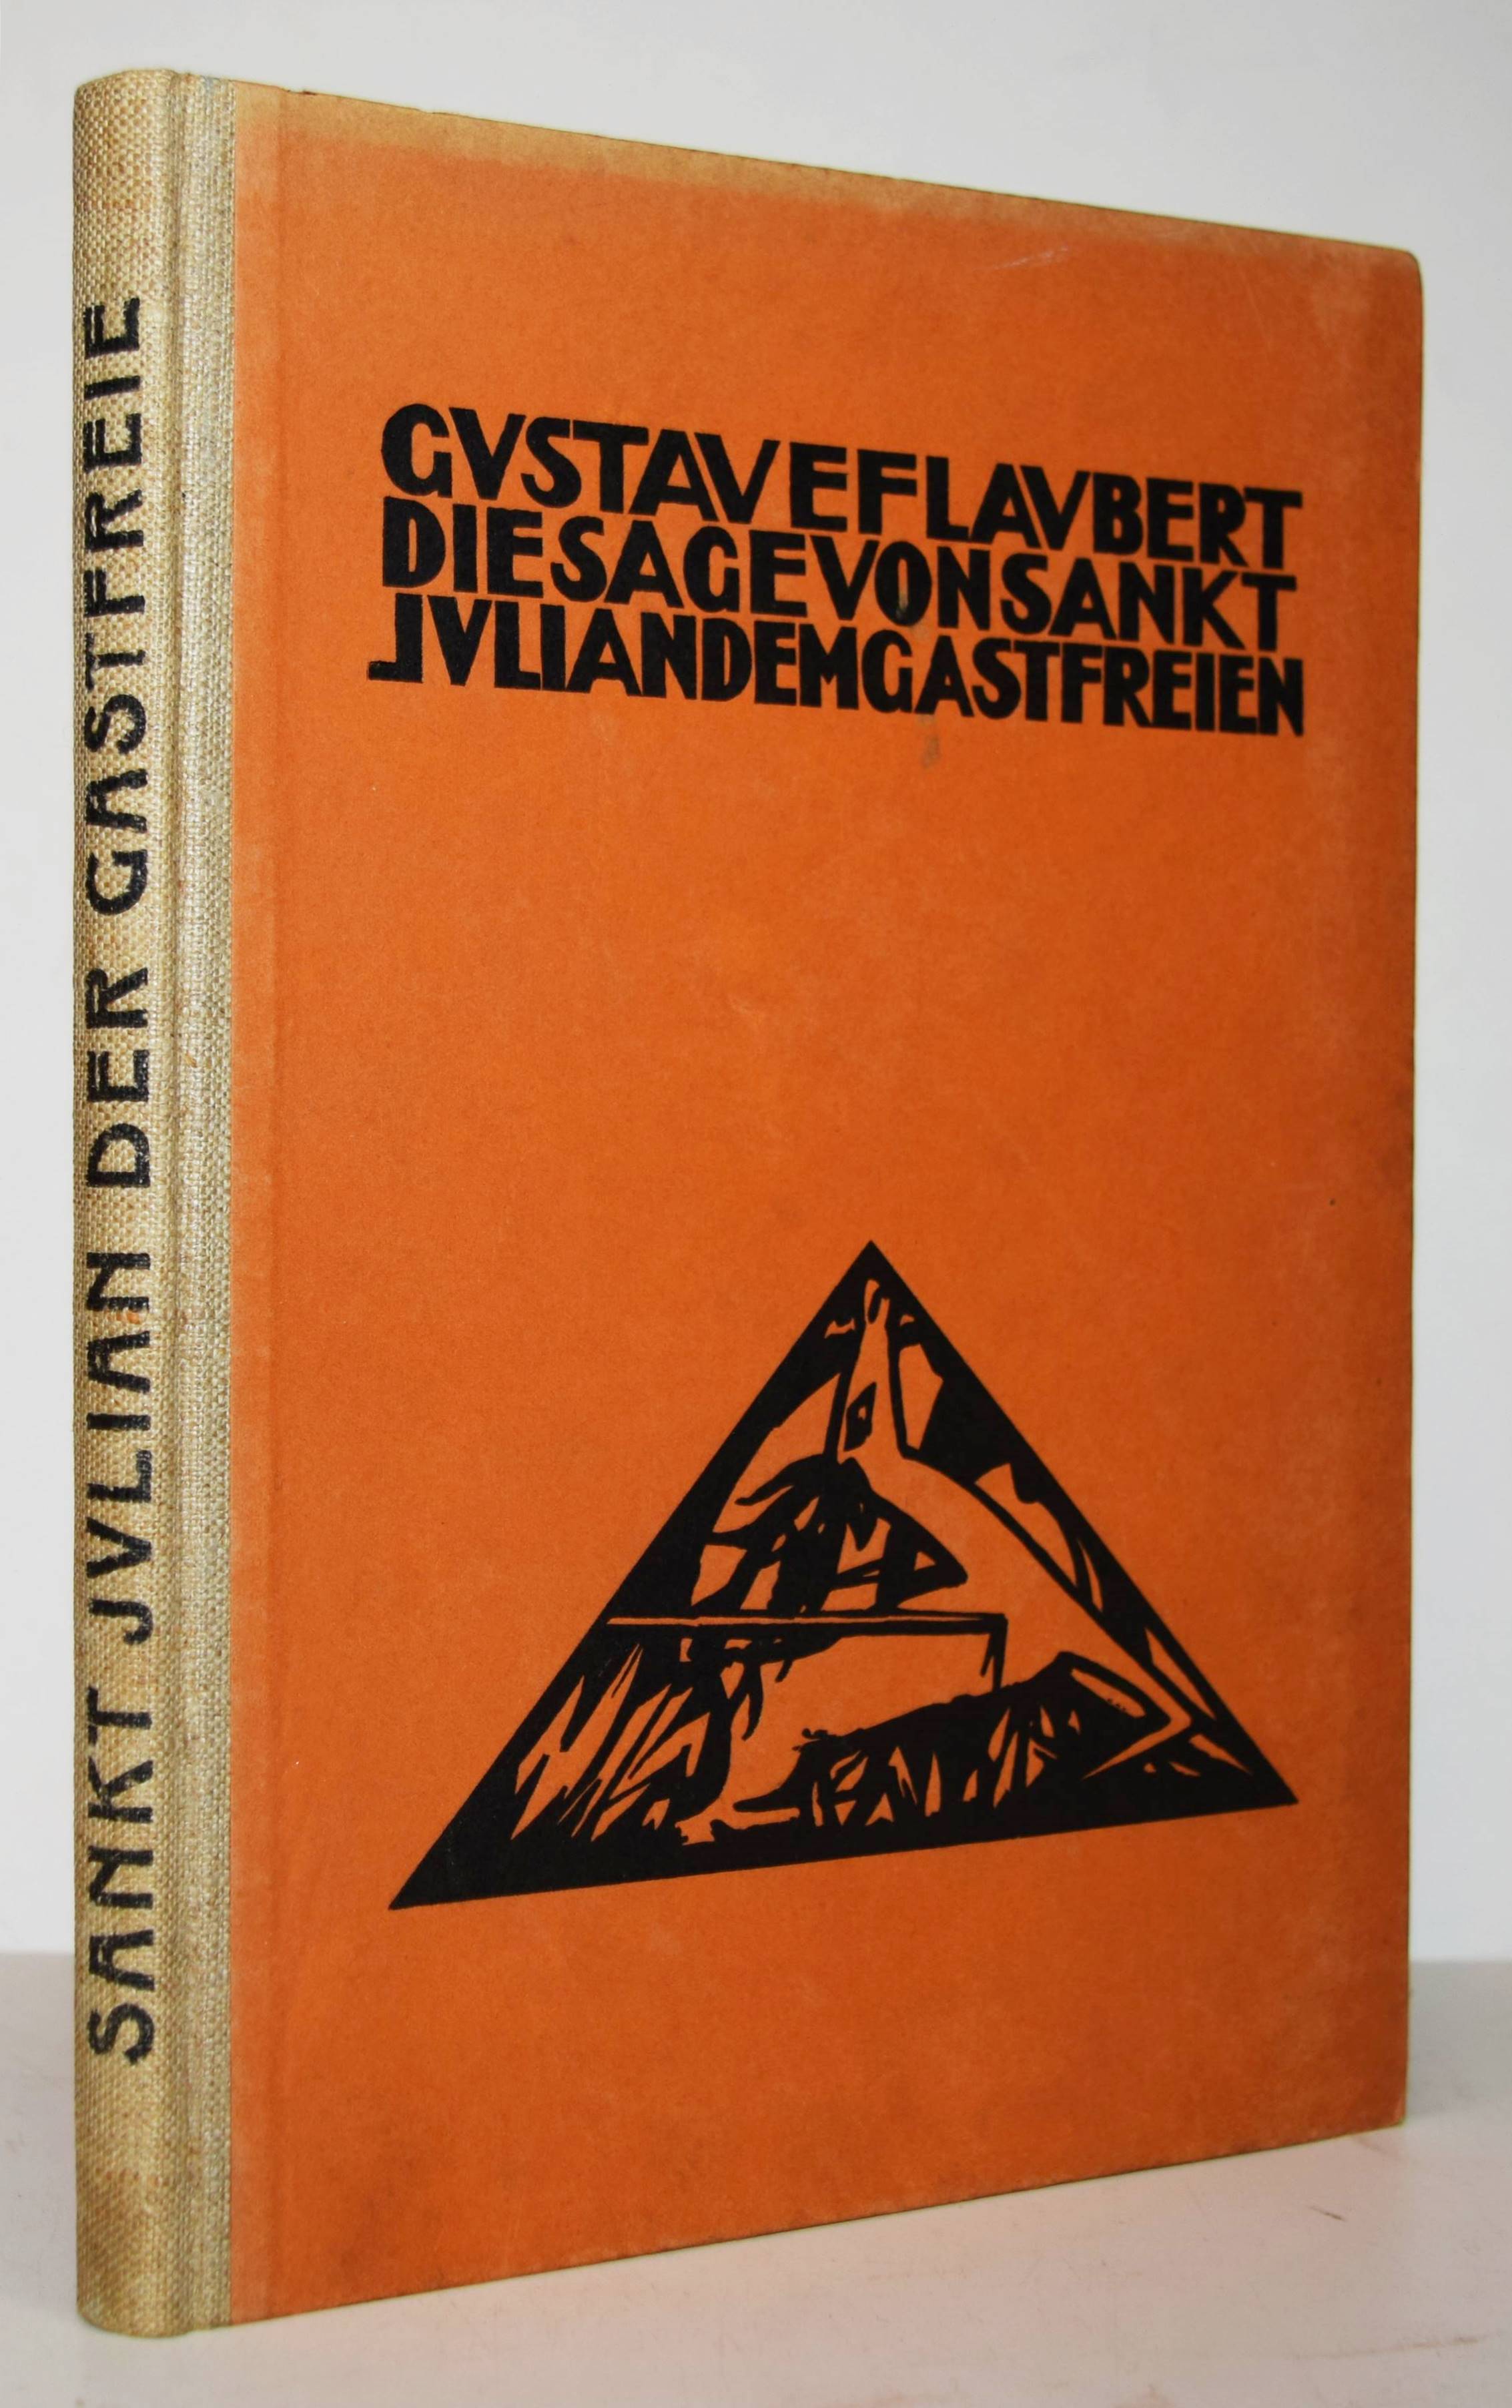 SANKT JVLIAN DER GASTFREIE
GVSTAVEFLAVBERT
DIESAGEVONSANKT
JVLIANDEMGASTFREIEN